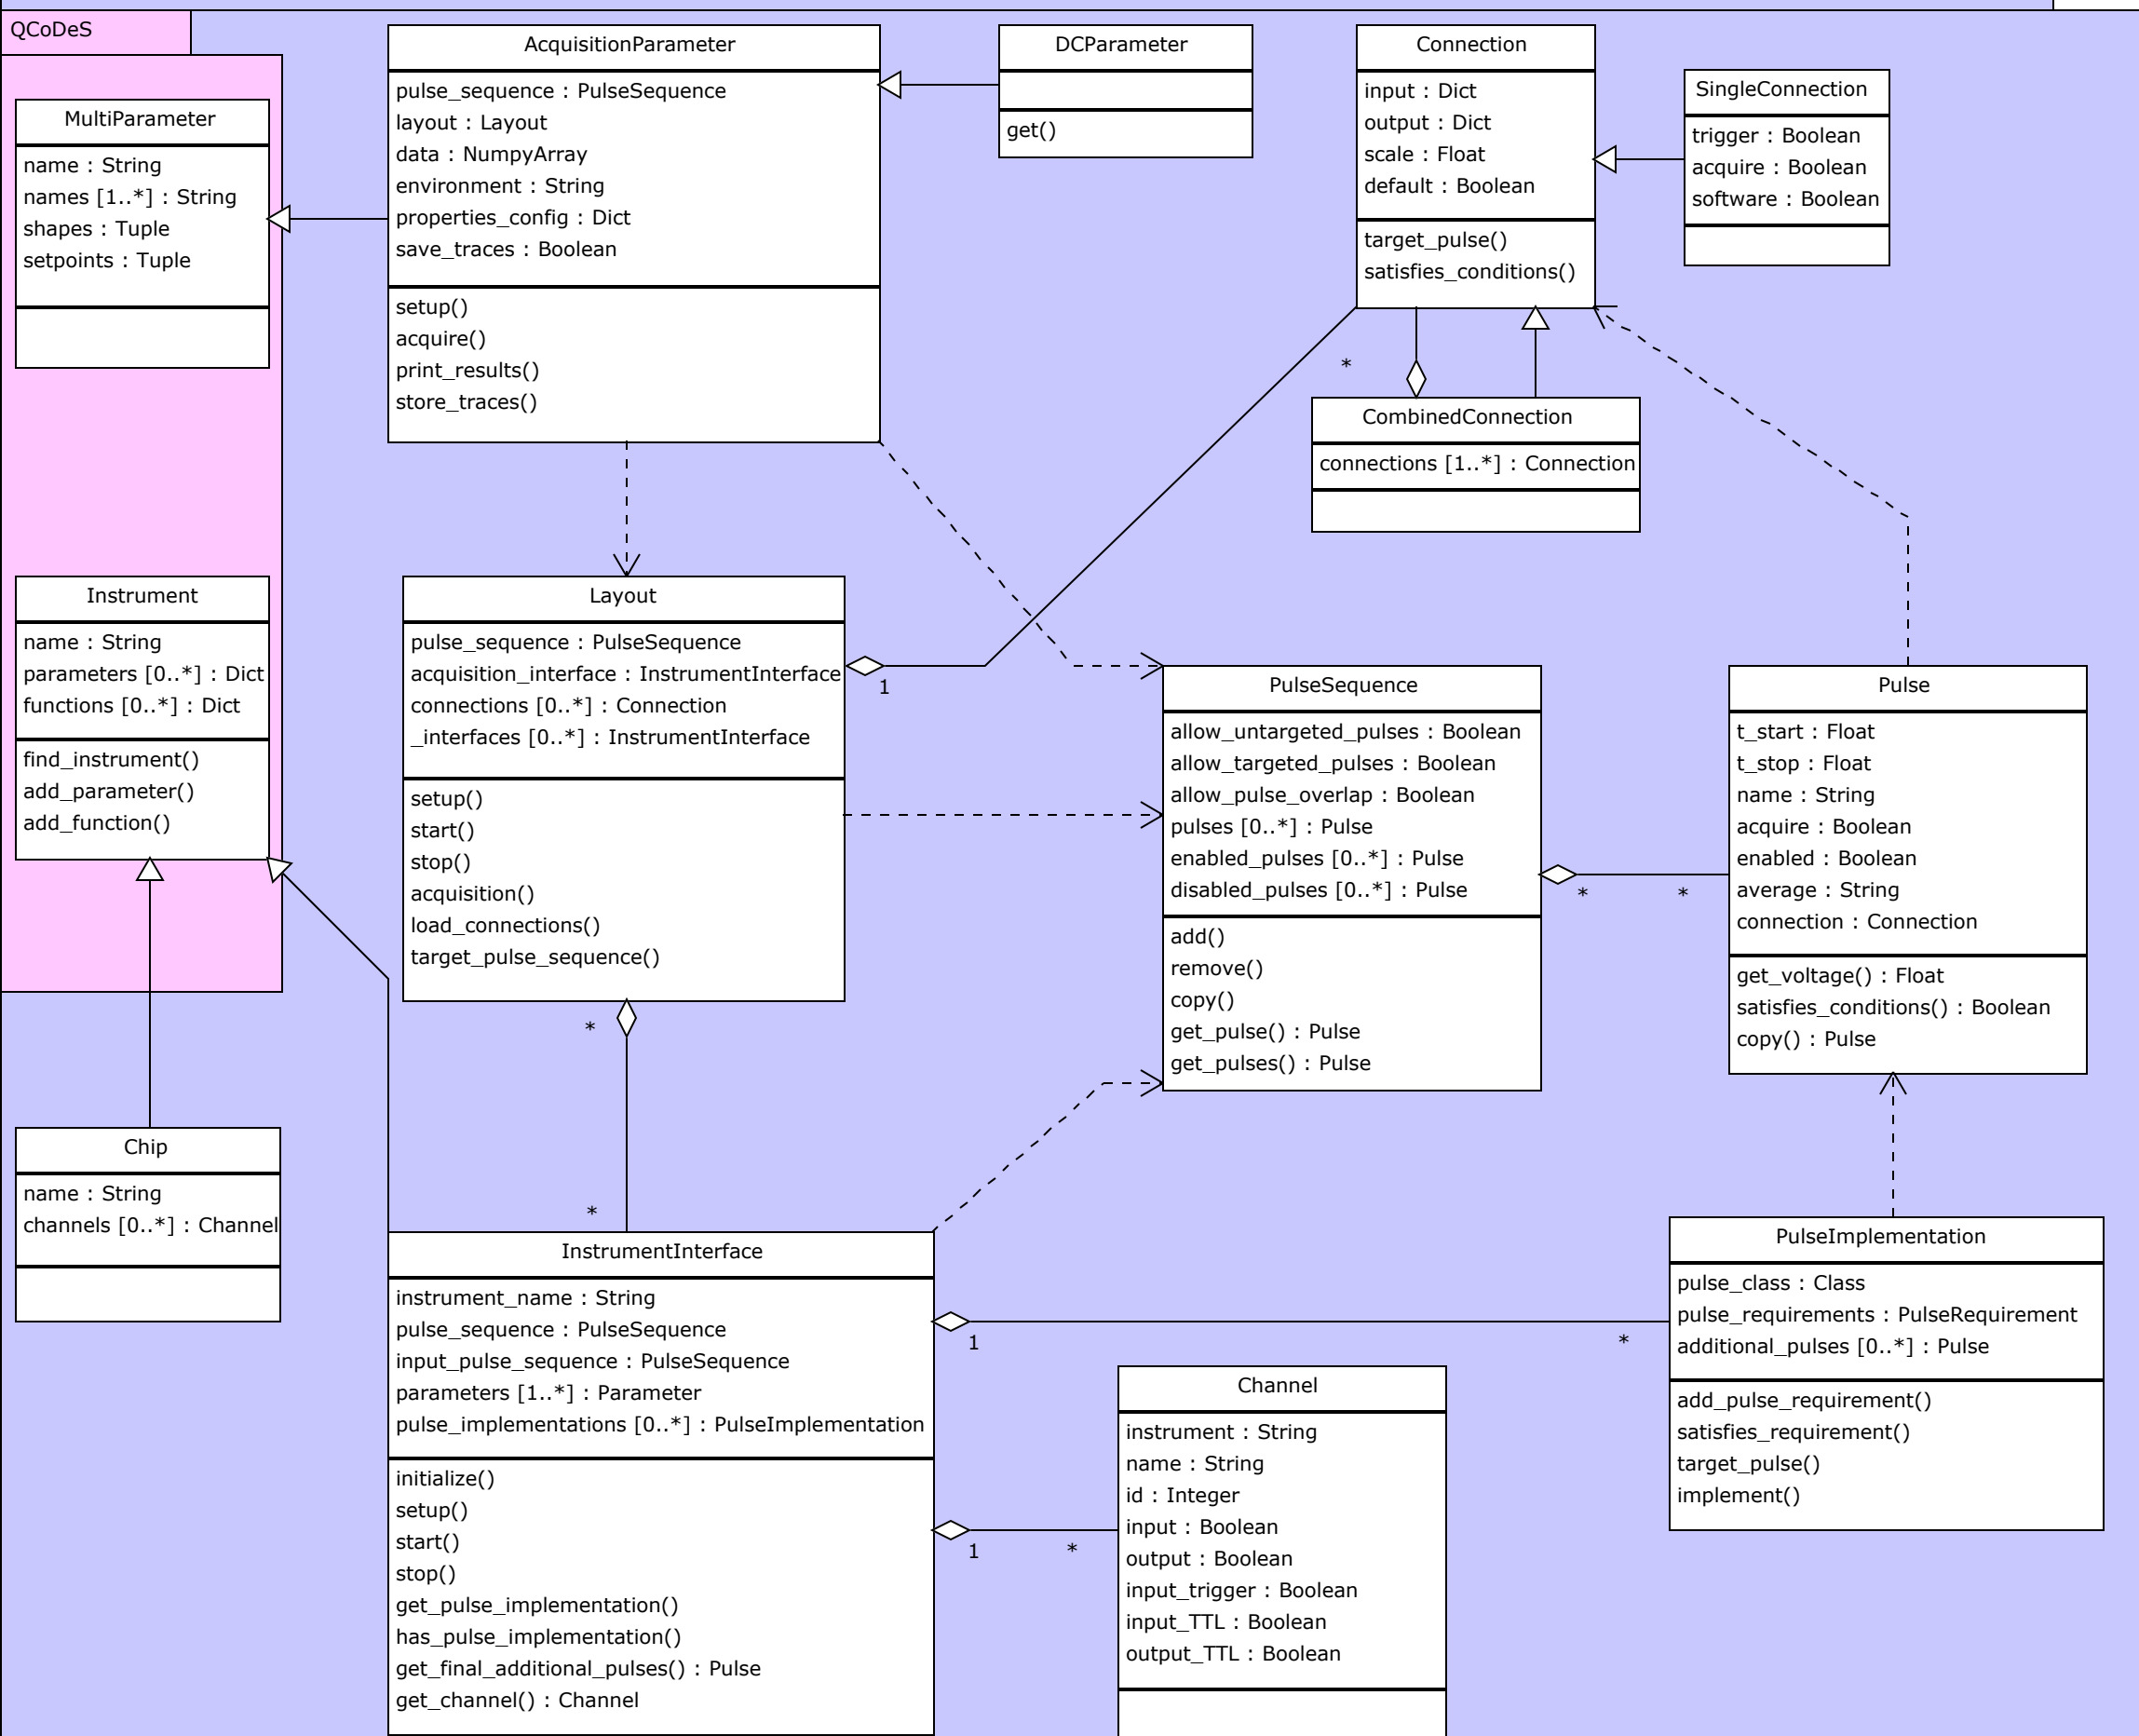 QCoDeS
MultiParameter
name : String
names [1..*] : String
shapes : Tuple
setpoints : Tuple
AcquisitionParameter
pulse_sequence : PulseSequence
layout : Layout
data : NumpyArray
environment : String
properties_config : Dict
save_traces : Boolean
setup()
acquire()
print_results()
store_traces()
DCParameter
get()
Connection
input : Dict
output : Dict
scale : Float
default : Boolean
target_pulse()
satisfies_conditions()
SingleConnection
trigger : Boolean
acquire : Boolean
software : Boolean
*
CombinedConnection
connections [1..*] : Connection
Instrument
name : String
parameters [0..*] : Dict
functions [0..*] : Dict
find_instrument()
add_parameter()
add_function()
Layout
pulse_sequence : PulseSequence
acquisition_interface : InstrumentInterface
connections [0..*] : Connection
_interfaces [0..*] : InstrumentInterface
setup()
start()
stop()
acquisition()
load_connections()
target_pulse_sequence()
1
PulseSequence
allow_untargeted_pulses : Boolean
allow_targeted_pulses : Boolean
allow_pulse_overlap : Boolean
pulses [0..*] : Pulse
enabled_pulses [0..*] : Pulse
disabled_pulses [0..*] : Pulse
add()
remove()
copy()
get_pulse() : Pulse
get_pulses() : Pulse
* *
Pulse
t_start : Float
t_stop : Float
name : String
acquire : Boolean
enabled : Boolean
average : String
connection : Connection
get_voltage() : Float
satisfies_conditions() : Boolean
copy() : Pulse
*
*
Chip
name : String
channels [0..*] : Channel
InstrumentInterface
instrument_name : String
pulse_sequence : PulseSequence
input_pulse_sequence : PulseSequence
parameters [1..*] : Parameter
pulse_implementations [0..*] : PulseImplementation
initialize()
setup()
start()
stop()
get_pulse_implementation()
has_pulse_implementation()
get_final_additional_pulses() : Pulse
get_channel() : Channel
1 *
1 *
Channel
instrument : String
name : String
id : Integer
input : Boolean
output : Boolean
input_trigger : Boolean
input_TTL : Boolean
output_TTL : Boolean
PulseImplementation
pulse_class : Class
pulse_requirements : PulseRequirement
additional_pulses [0..*] : Pulse
add_pulse_requirement()
satisfies_requirement()
target_pulse()
implement()